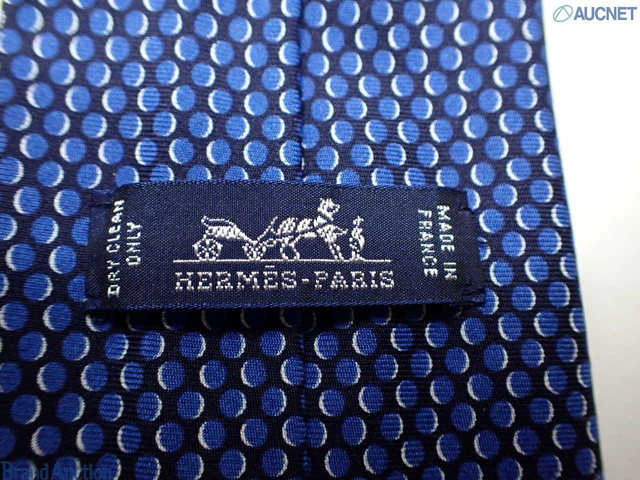 AUCNET
DRY CLEAN
ONLY
HERMÈS-PARIS
MADE IN
FRANCE
Brand Auction